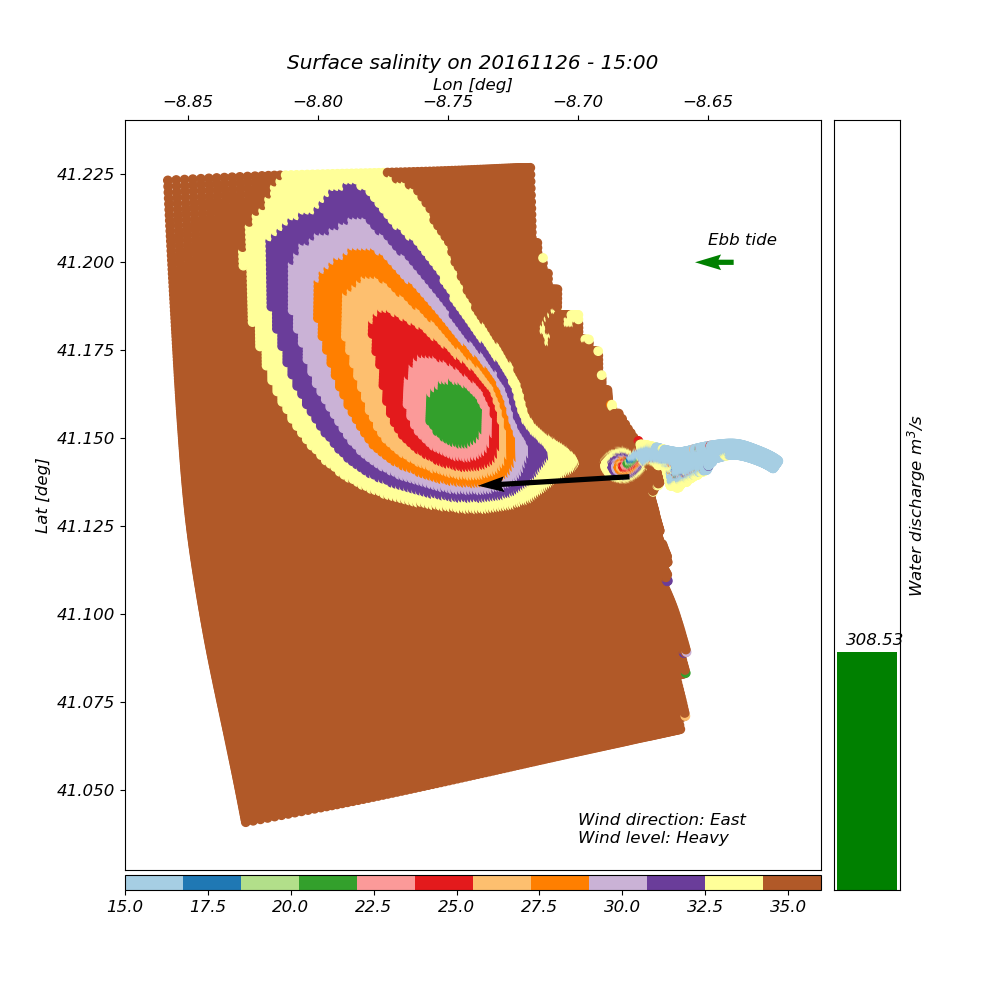 Surface salinity on 20161126 - 15:00
Lon [deg]
−8.85 −8.80 −8.75 −8.70 −8.65
41.225
41.200
41.175
41.150
41.125
41.100
41.075
41.050
Lat [deg]
Ebb tide
Wind direction: East
Wind level: Heavy
308.53
Water discharge m³/s
15.0 17.5 20.0 22.5 25.0 27.5 30.0 32.5 35.0